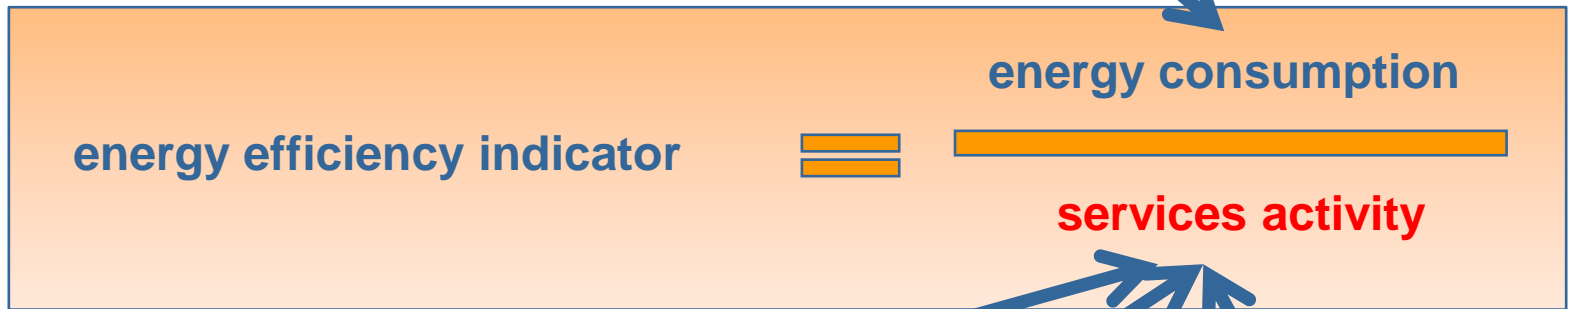 energy consumption
energy efficiency indicator
services activity